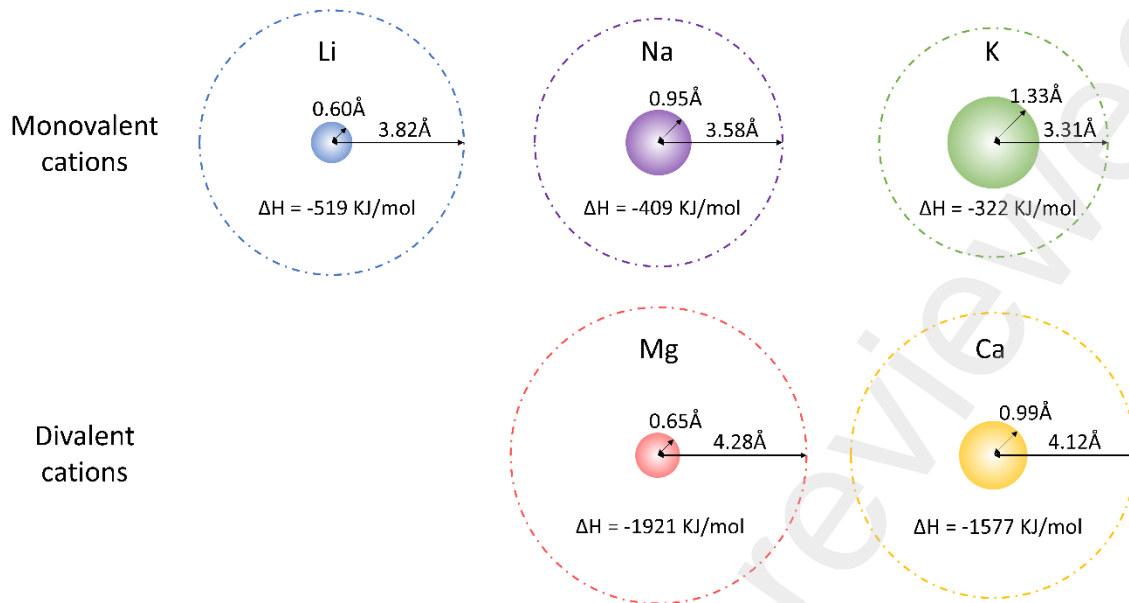 Li
Na
K
Monovalent
cations
0.60Å
3.82Å
0.95Å
3.58Å
1.33Å
3.31Å
ΔH = -519 KJ/mol
ΔH = -409 KJ/mol
ΔH = -322 KJ/mol
Mg
Ca
Divalent
cations
0.65Å
4.28Å
0.99Å
4.12Å
ΔH = -1921 KJ/mol
ΔH = -1577 KJ/mol
reviewe